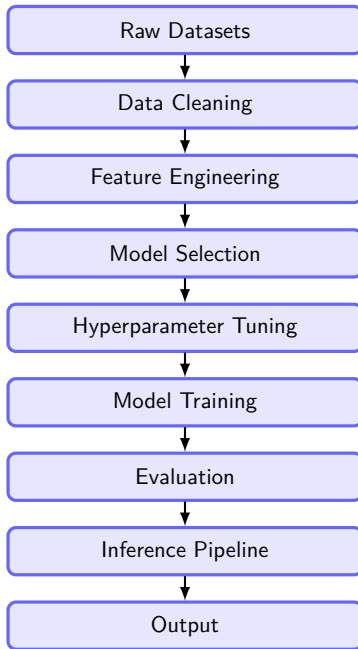 Raw Datasets
Data Cleaning
Feature Engineering
Model Selection
Hyperparameter Tuning
Model Training
Evaluation
Inference Pipeline
Output